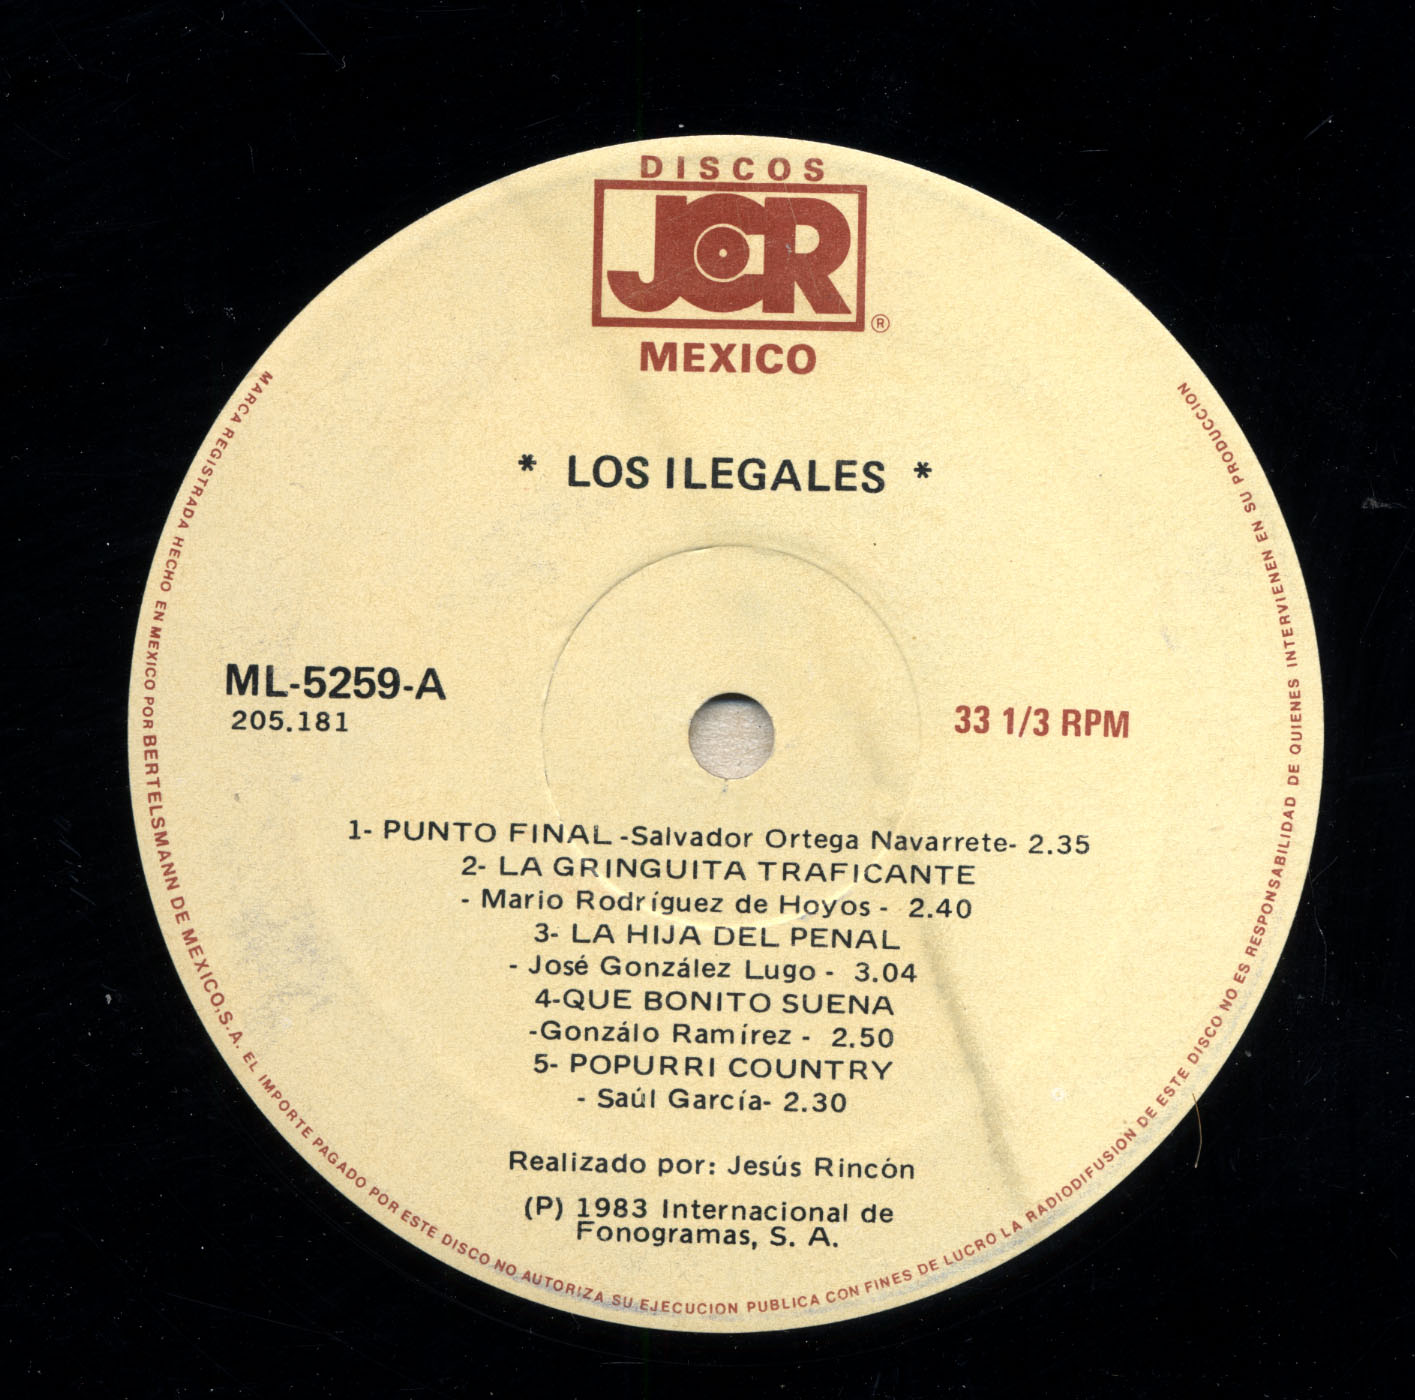 DISCOS
JCR
®
MEXICO
* LOS ILEGALES *
ML-5259-A
205.181
33 1/3 RPM
1- PUNTO FINAL -Salvador Ortega Navarrete- 2.35
2- LA GRINGUITA TRAFICANTE
- Mario Rodríguez de Hoyos - 2.40
3- LA HIJA DEL PENAL
- José González Lugo - 3.04
4-QUE BONITO SUENA
-Gonzálo Ramírez - 2.50
5- POPURRI COUNTRY
- Saúl García- 2.30
Realizado por: Jesús Rincón
(P) 1983 Internacional de
Fonogramas, S. A.
MARCA REGISTRADA HECHO EN MEXICO POR BERTELSMANN DE MEXICO, S.A. EL IMPORTE PAGADO POR ESTE DISCO NO AUTORIZA SU EJECUCION PUBLICA CON FINES DE LUCRO LA RADIODIFUSION DE ESTE DISCO NO ES RESPONSABILIDAD DE QUIENES INTERVIENEN EN SU PRODUCCION